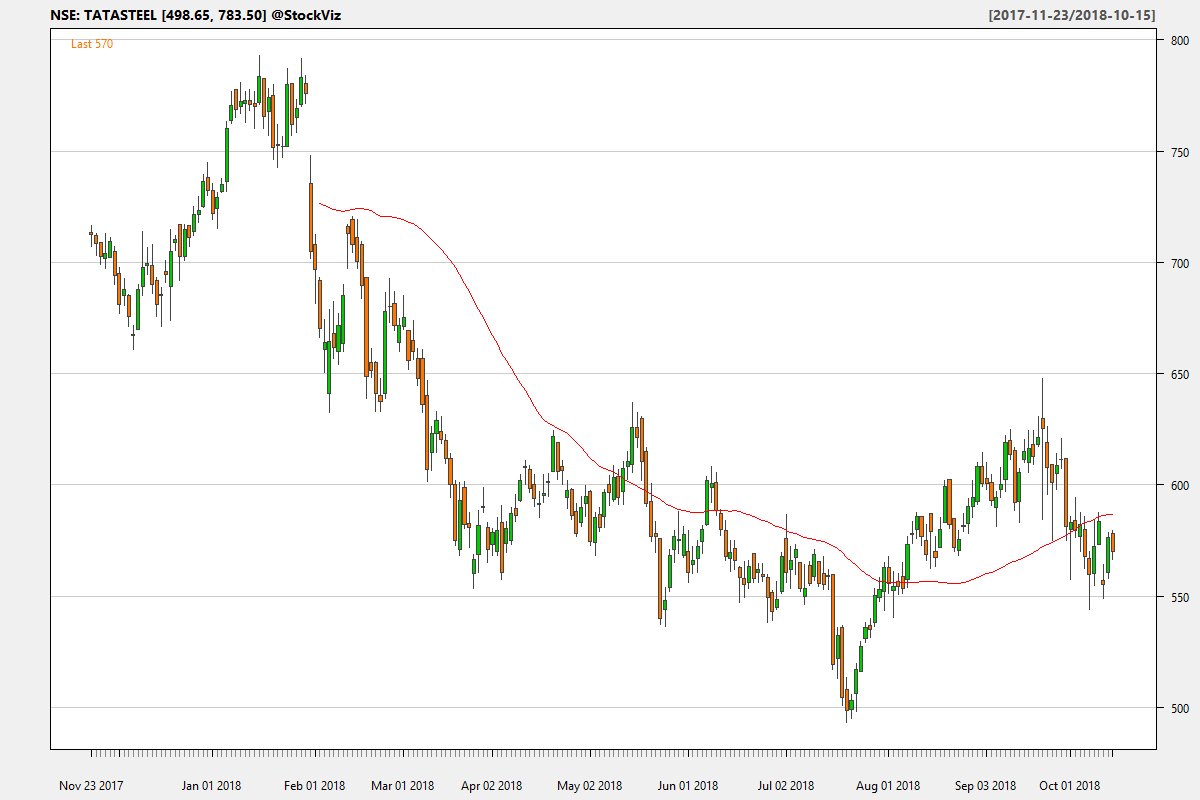 NSE: TATASTEEL [498.65, 783.50] @StockViz [2017-11-23/2018-10-15]
Last 570
800
750
700
650
600
550
500
Nov 23 2017 Jan 01 2018 Feb 01 2018 Mar 01 2018 Apr 02 2018 May 02 2018 Jun 01 2018 Jul 02 2018 Aug 01 2018 Sep 03 2018 Oct 01 2018